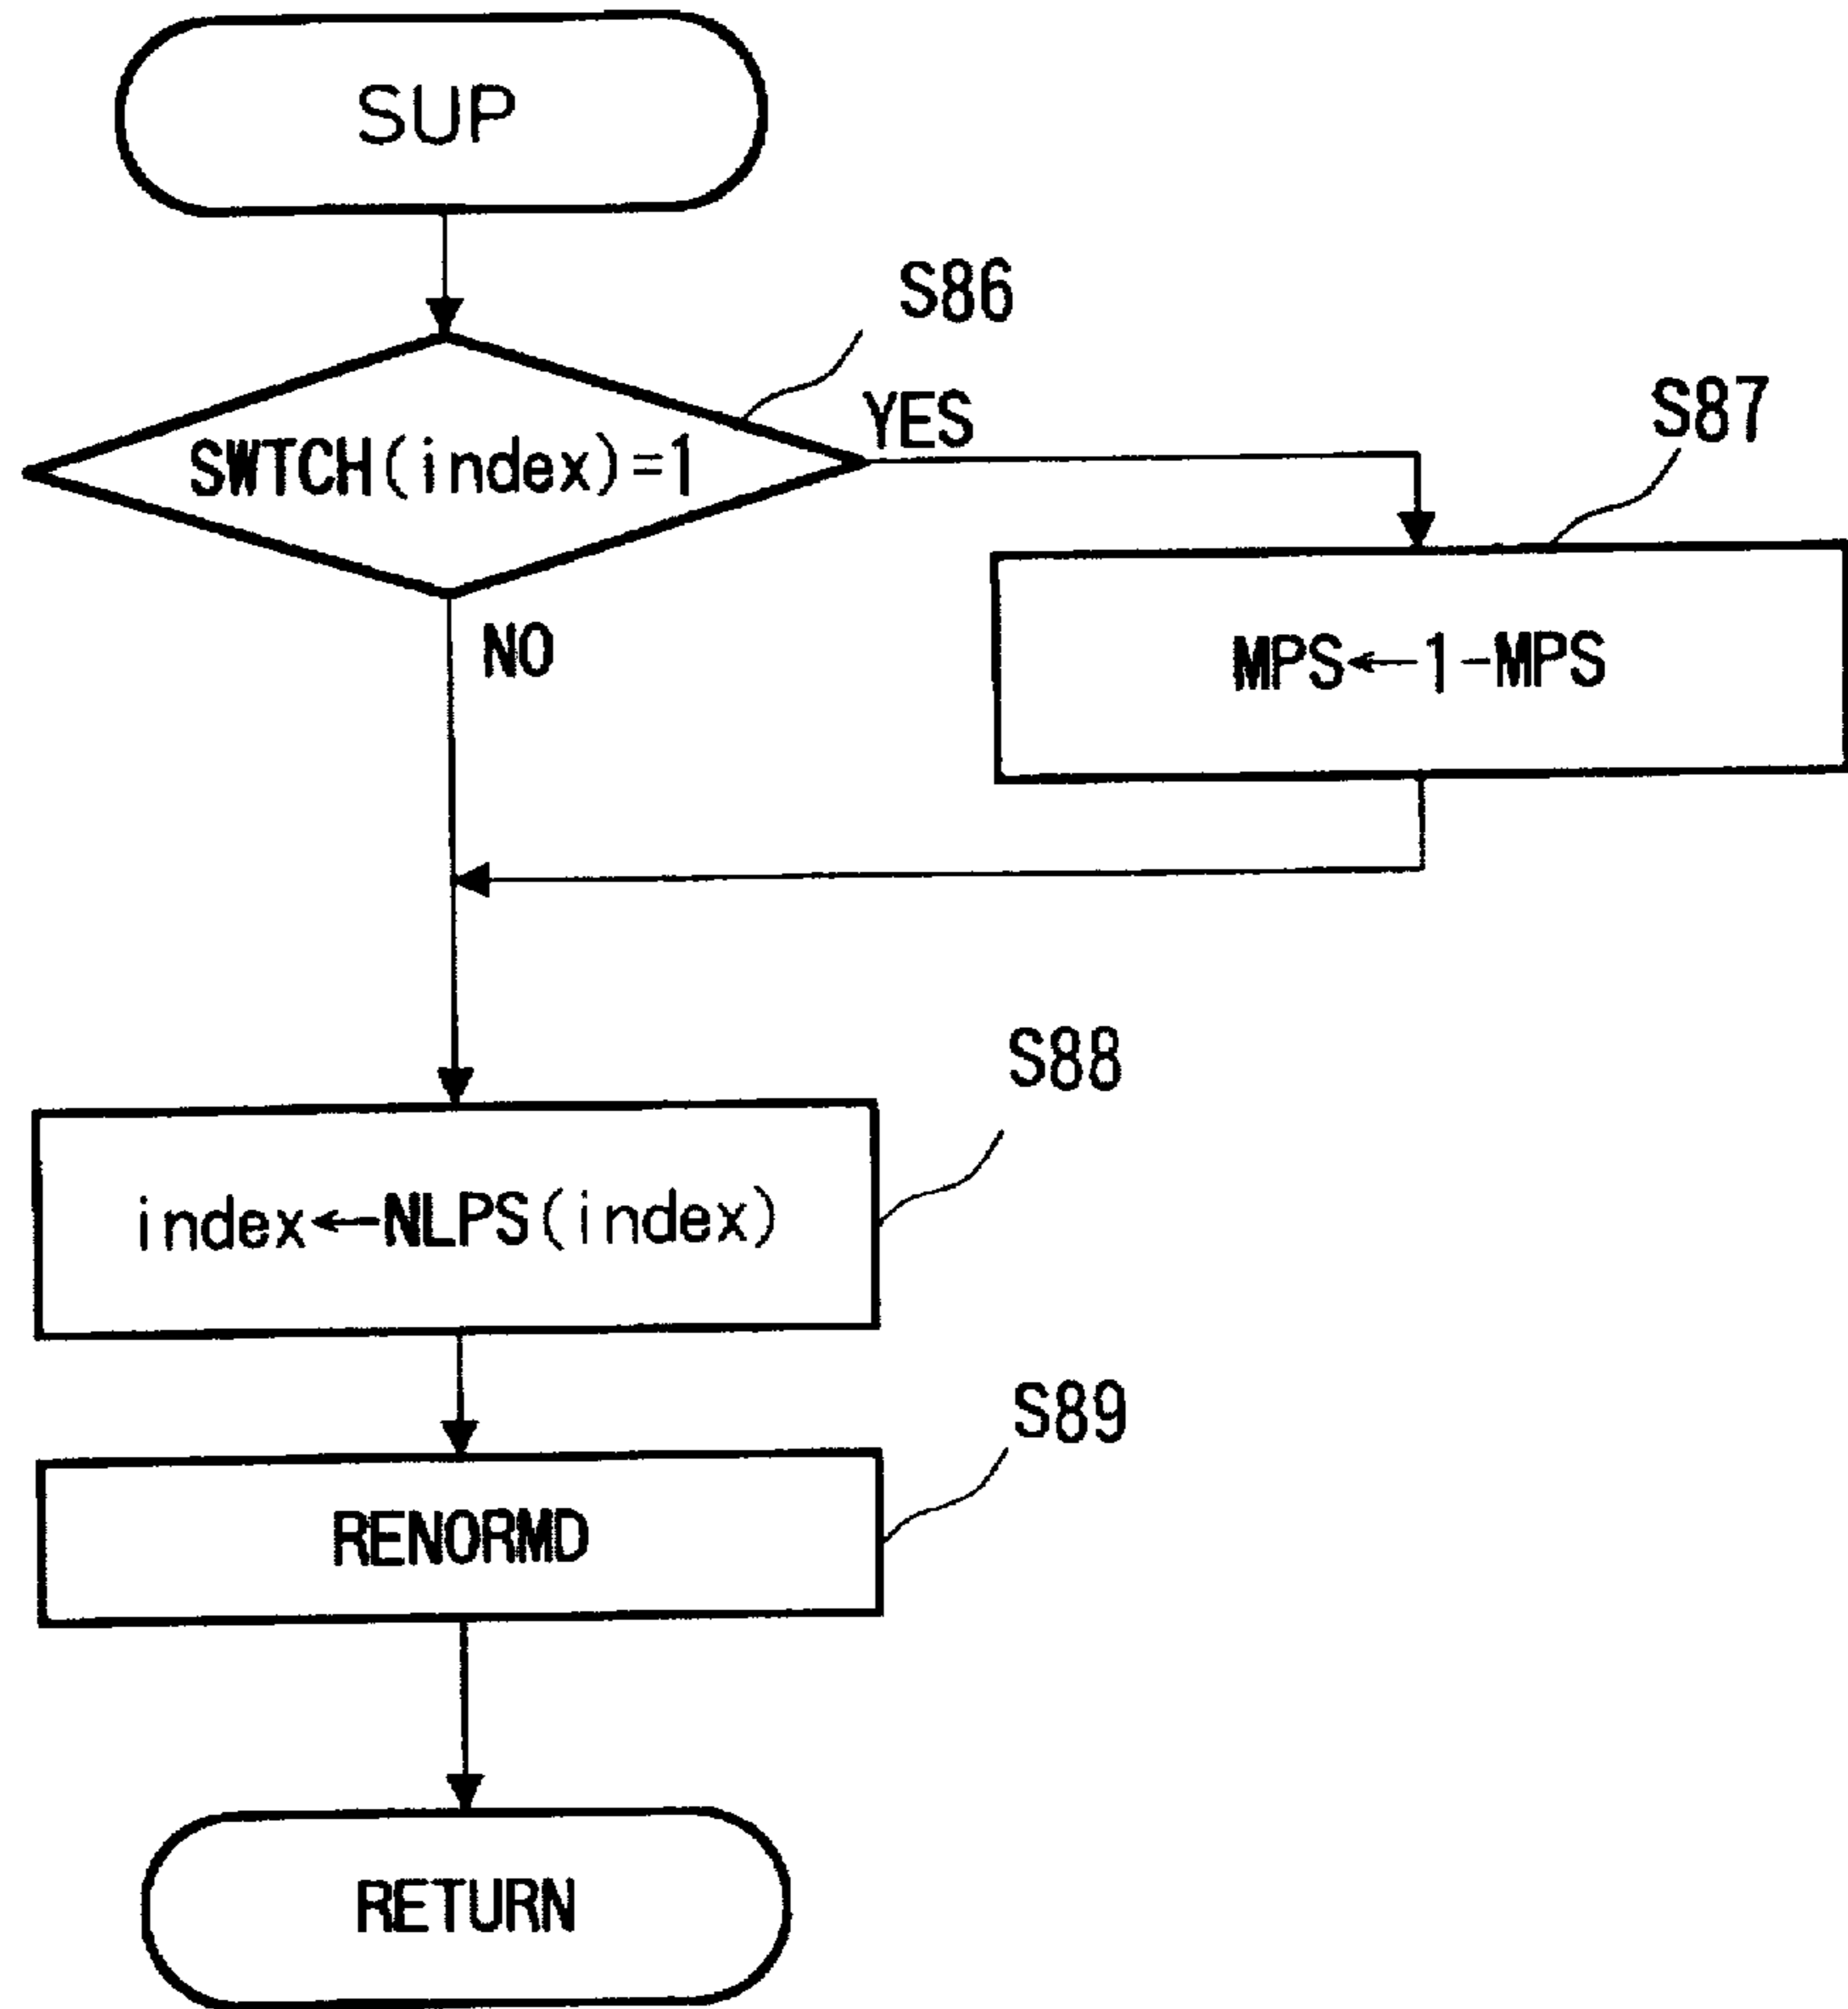 SUP
S86
SWTCH(index)=1
YES
S87
NO
MPS←1-MPS
S88
index←NLPS(index)
S89
RENORMD
RETURN